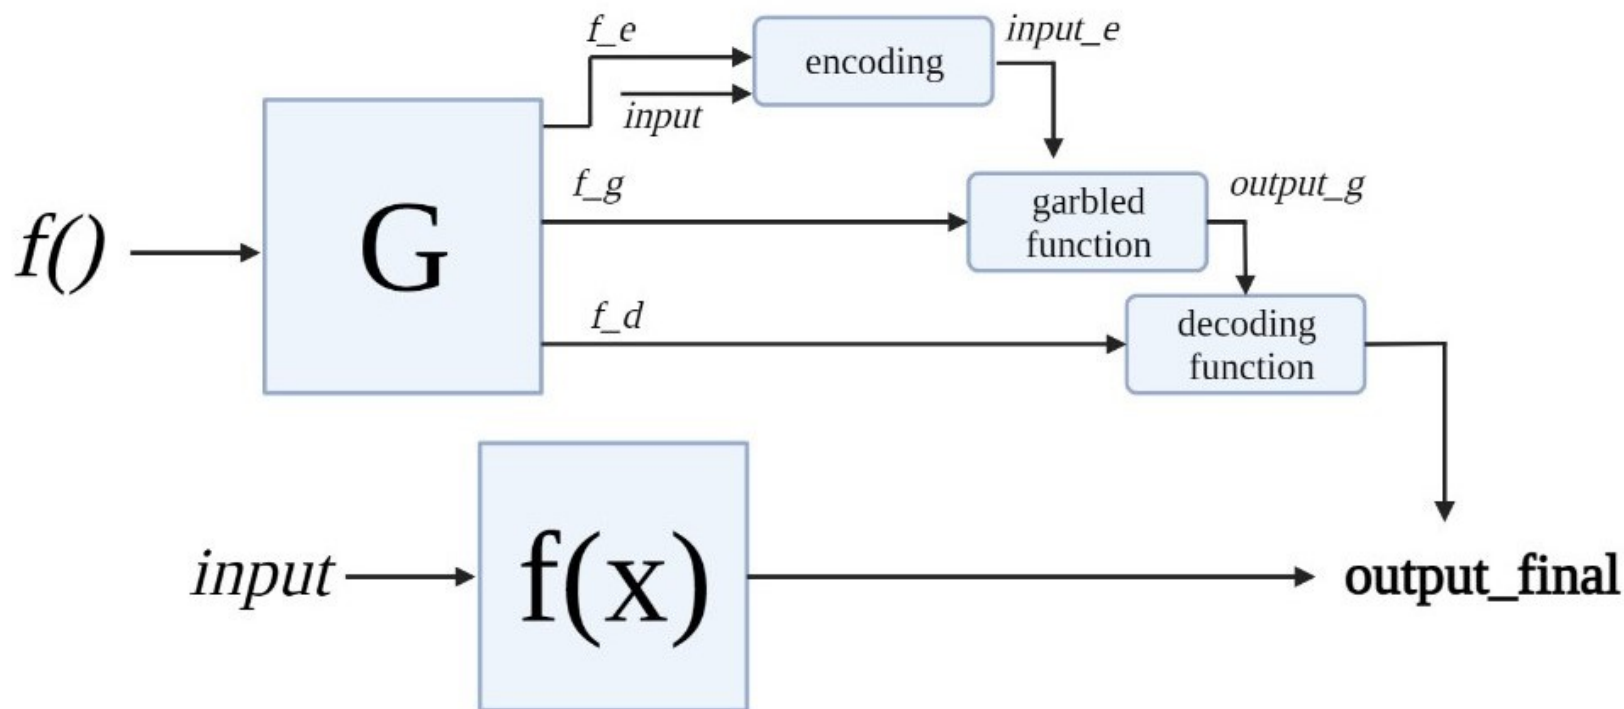 f_e
input_e
encoding
input
f()
G
f_g
garbled
function
output_g
f_d
decoding
function
input
f(x)
output_final